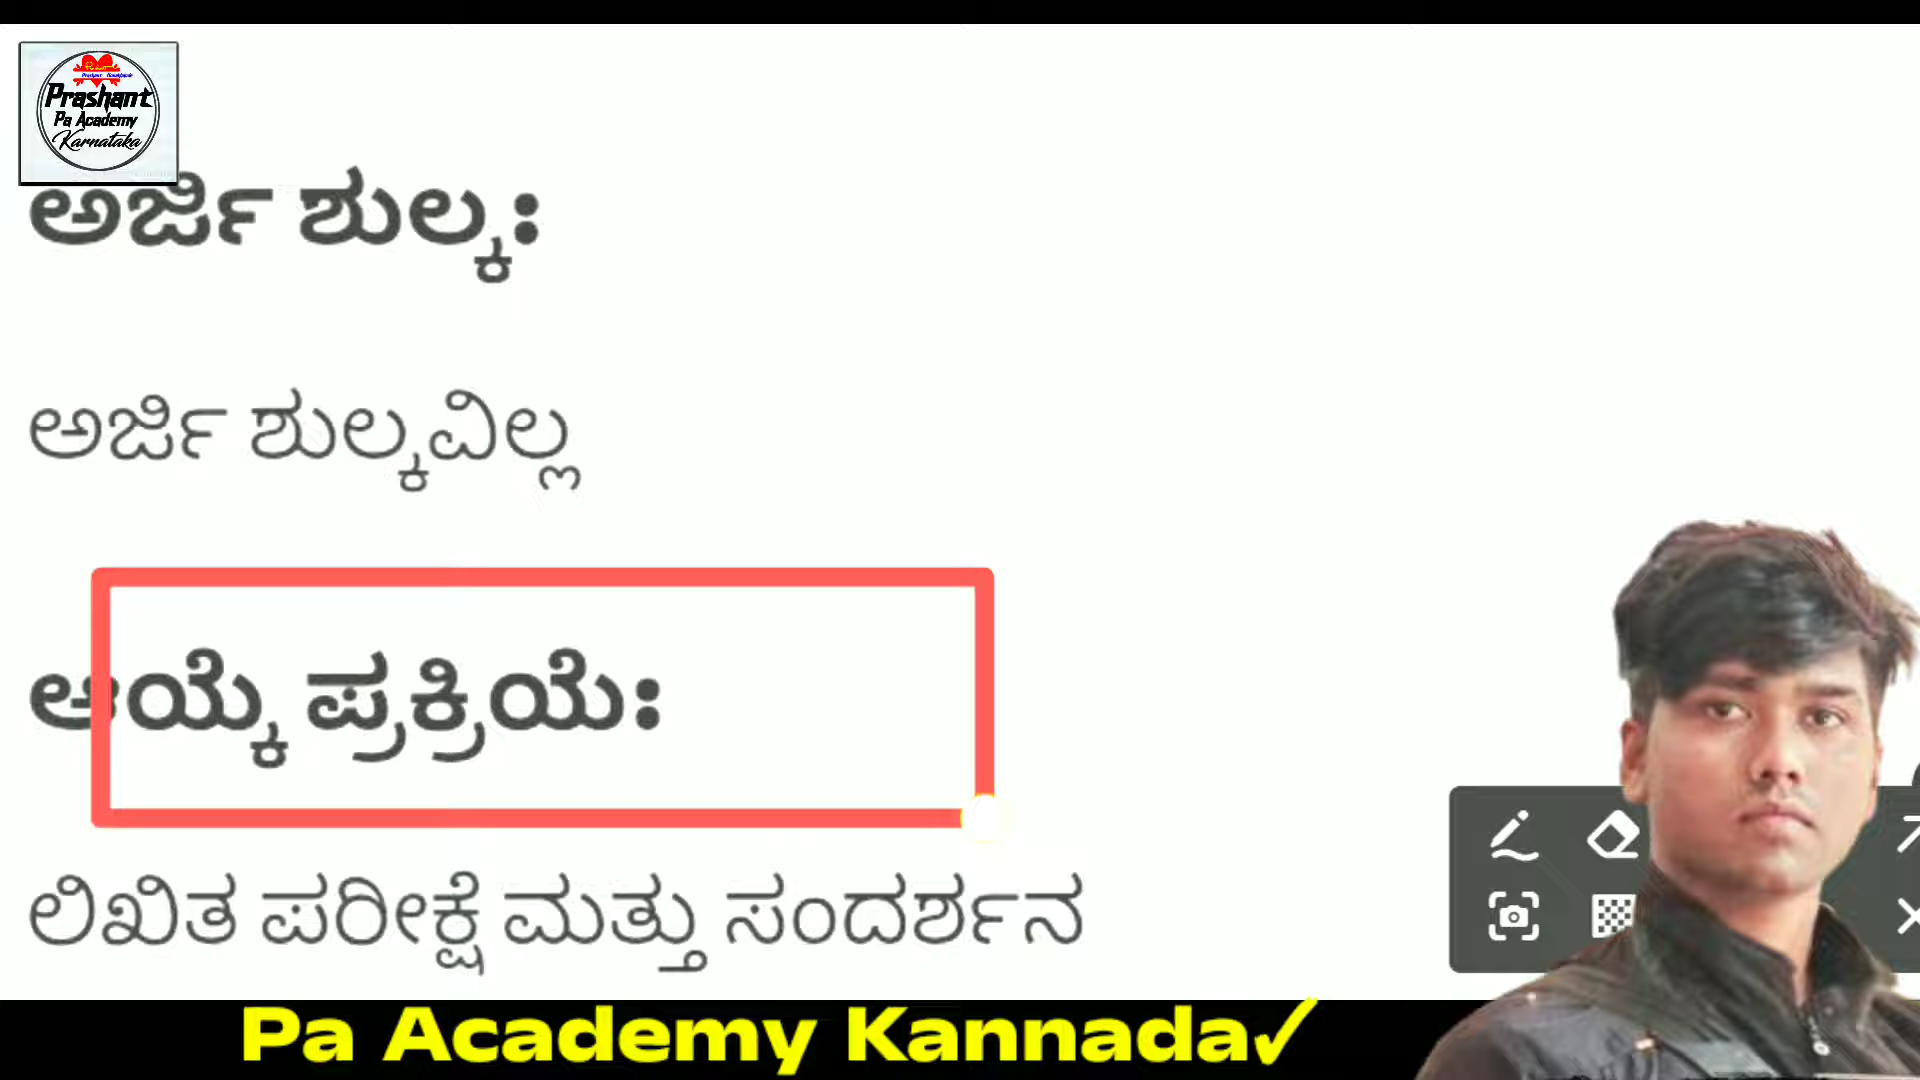 Prashant
Pa Academy
Karnataka
ಅರ್ಜಿ ಶುಲ್ಕಃ
ಅರ್ಜಿ ಶುಲ್ಕವಿಲ್ಲ
ಆಯ್ಕೆ ಪ್ರಕ್ರಿಯೆಃ
ಲಿಖಿತ ಪರೀಕ್ಷೆ ಮತ್ತು ಸಂದರ್ಶನ
Pa Academy Kannada✓